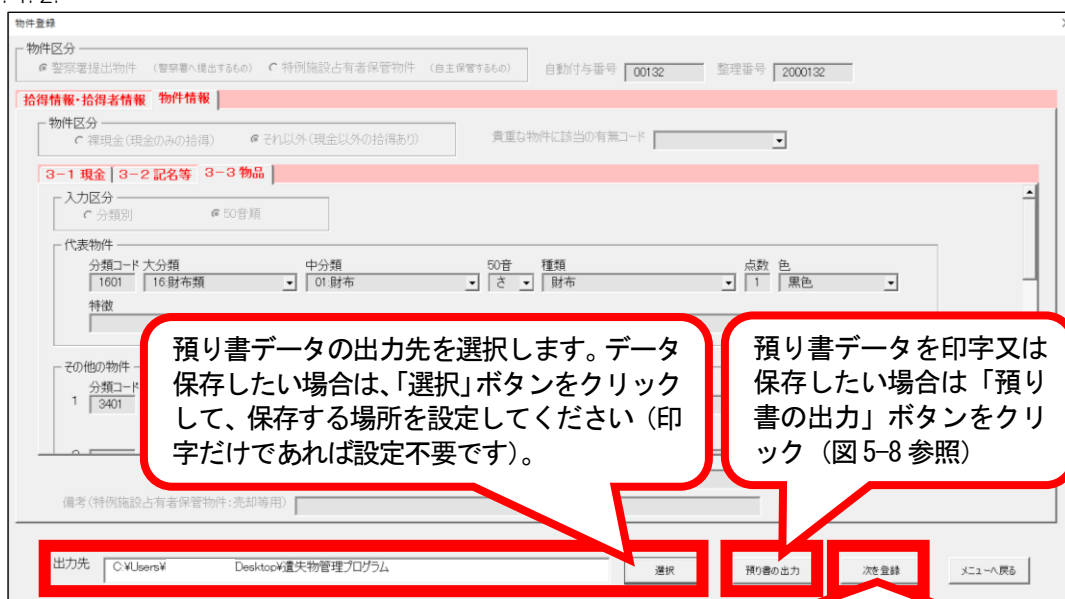 物件登録
物件区分
警察署提出物件 (警察署へ提出するもの) 特例施設占有者保管物件 (自主保管するもの) 自動付与番号 00132 整理番号 2000132
拾得情報・拾得者情報 物件情報
物件区分
裸現金(現金のみの拾得) それ以外(現金以外の拾得あり) 貴重な物件に該当の有無コード
3-1 現金 3-2 記名等 3-3 物品
入力区分
分類別 50音順
代表物件
分類コード 大分類 中分類 50音 種類 点数 色
1601 16:財布類 01:財布 さ 財布 1 黒色
特徴
その他の物件
分類コード
1 3401
預り書データの出力先を選択します。データ
保存したい場合は、「選択」ボタンをクリック
して、保存する場所を設定してください(印
字だけであれば設定不要です)。
預り書データを印字又は
保存したい場合は「預り
書の出力」ボタンをクリ
ック(図 5-8 参照)
備考(特例施設占有者保管物件:売却等用)
出力先 C:¥Users¥ Desktop¥遺失物管理プログラム 選択 預り書の出力 次を登録 メニューへ戻る